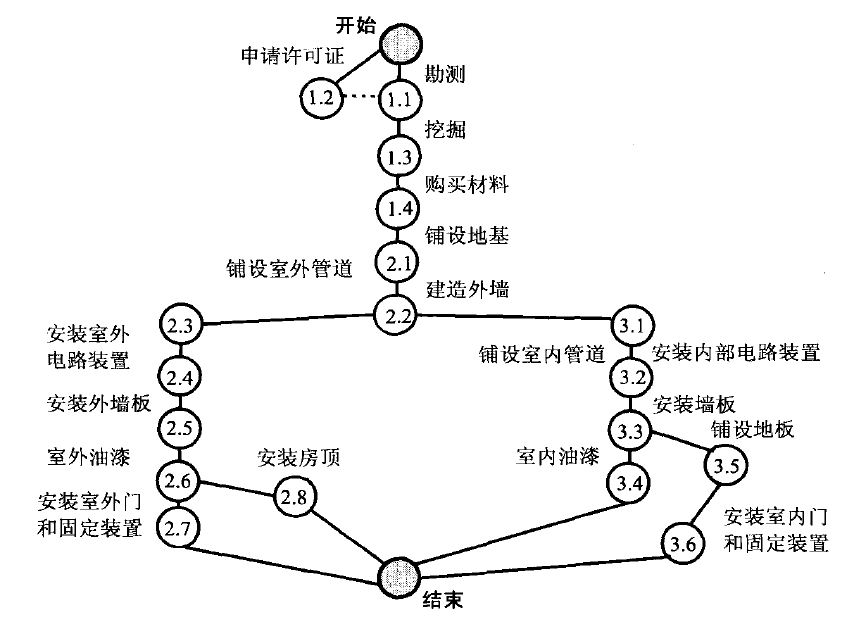 开始
申请许可证
勘测
1.2
1.1
挖掘
1.3
购买材料
1.4
铺设地基
2.1
铺设室外管道
建造外墙
2.2
2.3
3.1
安装室外
电路装置
铺设室内管道
安装内部电路装置
2.4
3.2
安装外墙板
安装墙板
2.5
3.3
铺设地板
室外油漆
安装房顶
室内油漆
3.5
2.6
2.8
3.4
安装室外门
和固定装置
2.7
安装室内门
和固定装置
3.6
结束